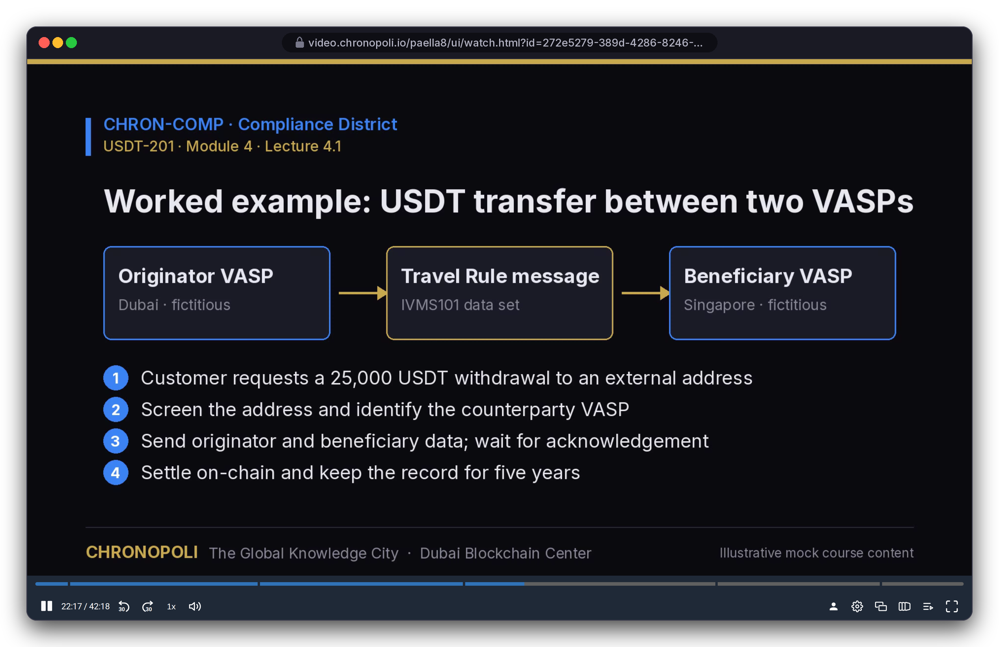 video.chronopoli.io/paella8/ui/watch.html?id=272e5279-389d-4286-8246-...
CHRON-COMP · Compliance District
USDT-201 · Module 4 · Lecture 4.1
Worked example: USDT transfer between two VASPs
Originator VASP
Dubai · fictitious
Travel Rule message
IVMS101 data set
Beneficiary VASP
Singapore · fictitious
1 Customer requests a 25,000 USDT withdrawal to an external address
2 Screen the address and identify the counterparty VASP
3 Send originator and beneficiary data; wait for acknowledgement
4 Settle on-chain and keep the record for five years
CHRONOPOLI The Global Knowledge City · Dubai Blockchain Center
Illustrative mock course content
22:17 / 42:18 30 30 1x